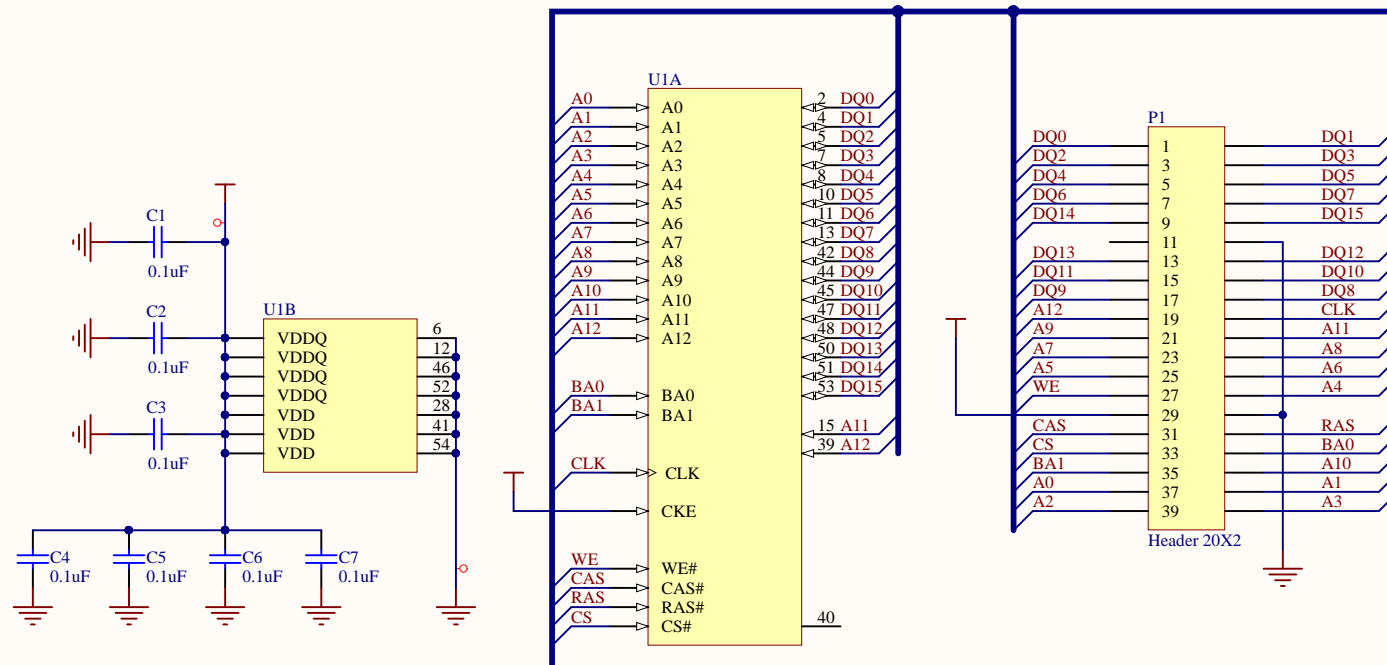 U1A
A0 A0 2 DQ0
A1 A1 4 DQ1
A2 A2 5 DQ2
A3 A3 7 DQ3
A4 A4 8 DQ4
A5 A5 10 DQ5
A6 A6 11 DQ6
A7 A7 13 DQ7
A8 A8 42 DQ8
A9 A9 44 DQ9
A10 A10 45 DQ10
A11 A11 47 DQ11
A12 A12 48 DQ12
50 DQ13
51 DQ14
BA0 BA0 53 DQ15
BA1 BA1
15 A11
39 A12
CLK CLK
CKE
WE WE#
CAS CAS#
RAS RAS#
CS CS# 40
C1
0.1uF
C2
0.1uF
C3
0.1uF
U1B
VDDQ 6
VDDQ 12
VDDQ 46
VDDQ 52
VDD 28
VDD 41
VDD 54
C4
0.1uF
C5
0.1uF
C6
0.1uF
C7
0.1uF
P1
DQ0 1 DQ1
DQ2 3 DQ3
DQ4 5 DQ5
DQ6 7 DQ7
DQ14 9 DQ15
11
DQ13 13 DQ12
DQ11 15 DQ10
DQ9 17 DQ8
A12 19 CLK
A9 21 A11
A7 23 A8
A5 25 A6
WE 27 A4
29
CAS 31 RAS
CS 33 BA0
BA1 35 A10
A0 37 A1
A2 39 A3
Header 20X2